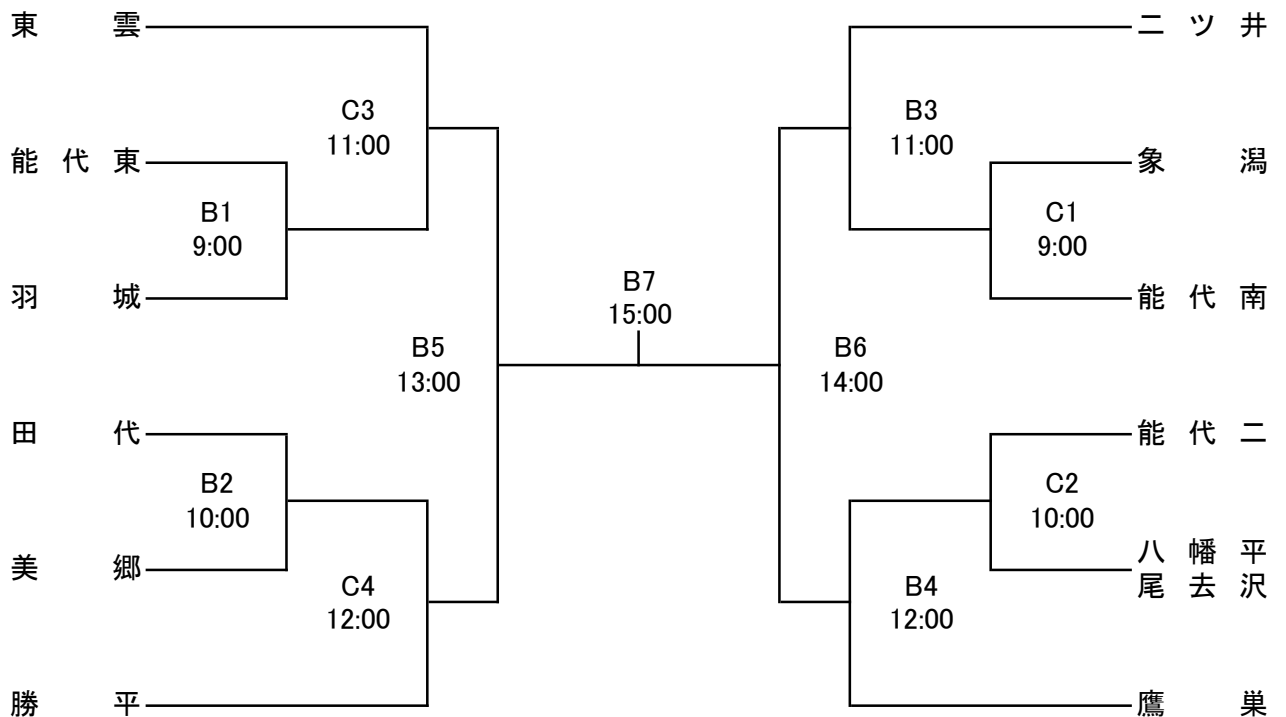 東雲
二ツ井
C3
11:00
B3
11:00
能代東
象潟
B1
9:00
C1
9:00
羽城
能代南
B7
15:00
B5
13:00
B6
14:00
田代
能代二
B2
10:00
C2
10:00
美郷
八幡平
尾去沢
C4
12:00
B4
12:00
勝平
鷹巣